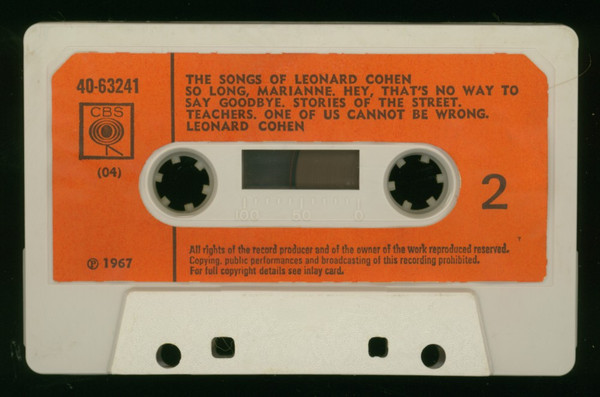 40-63241
CBS
(04)
THE SONGS OF LEONARD COHEN
SO LONG, MARIANNE. HEY, THAT'S NO WAY TO
SAY GOODBYE. STORIES OF THE STREET.
TEACHERS. ONE OF US CANNOT BE WRONG.
LEONARD COHEN
100 50 0
2
℗ 1967
All rights of the record producer and of the owner of the work reproduced reserved.
Copying, public performances and broadcasting of this recording prohibited.
For full copyright details see inlay card.